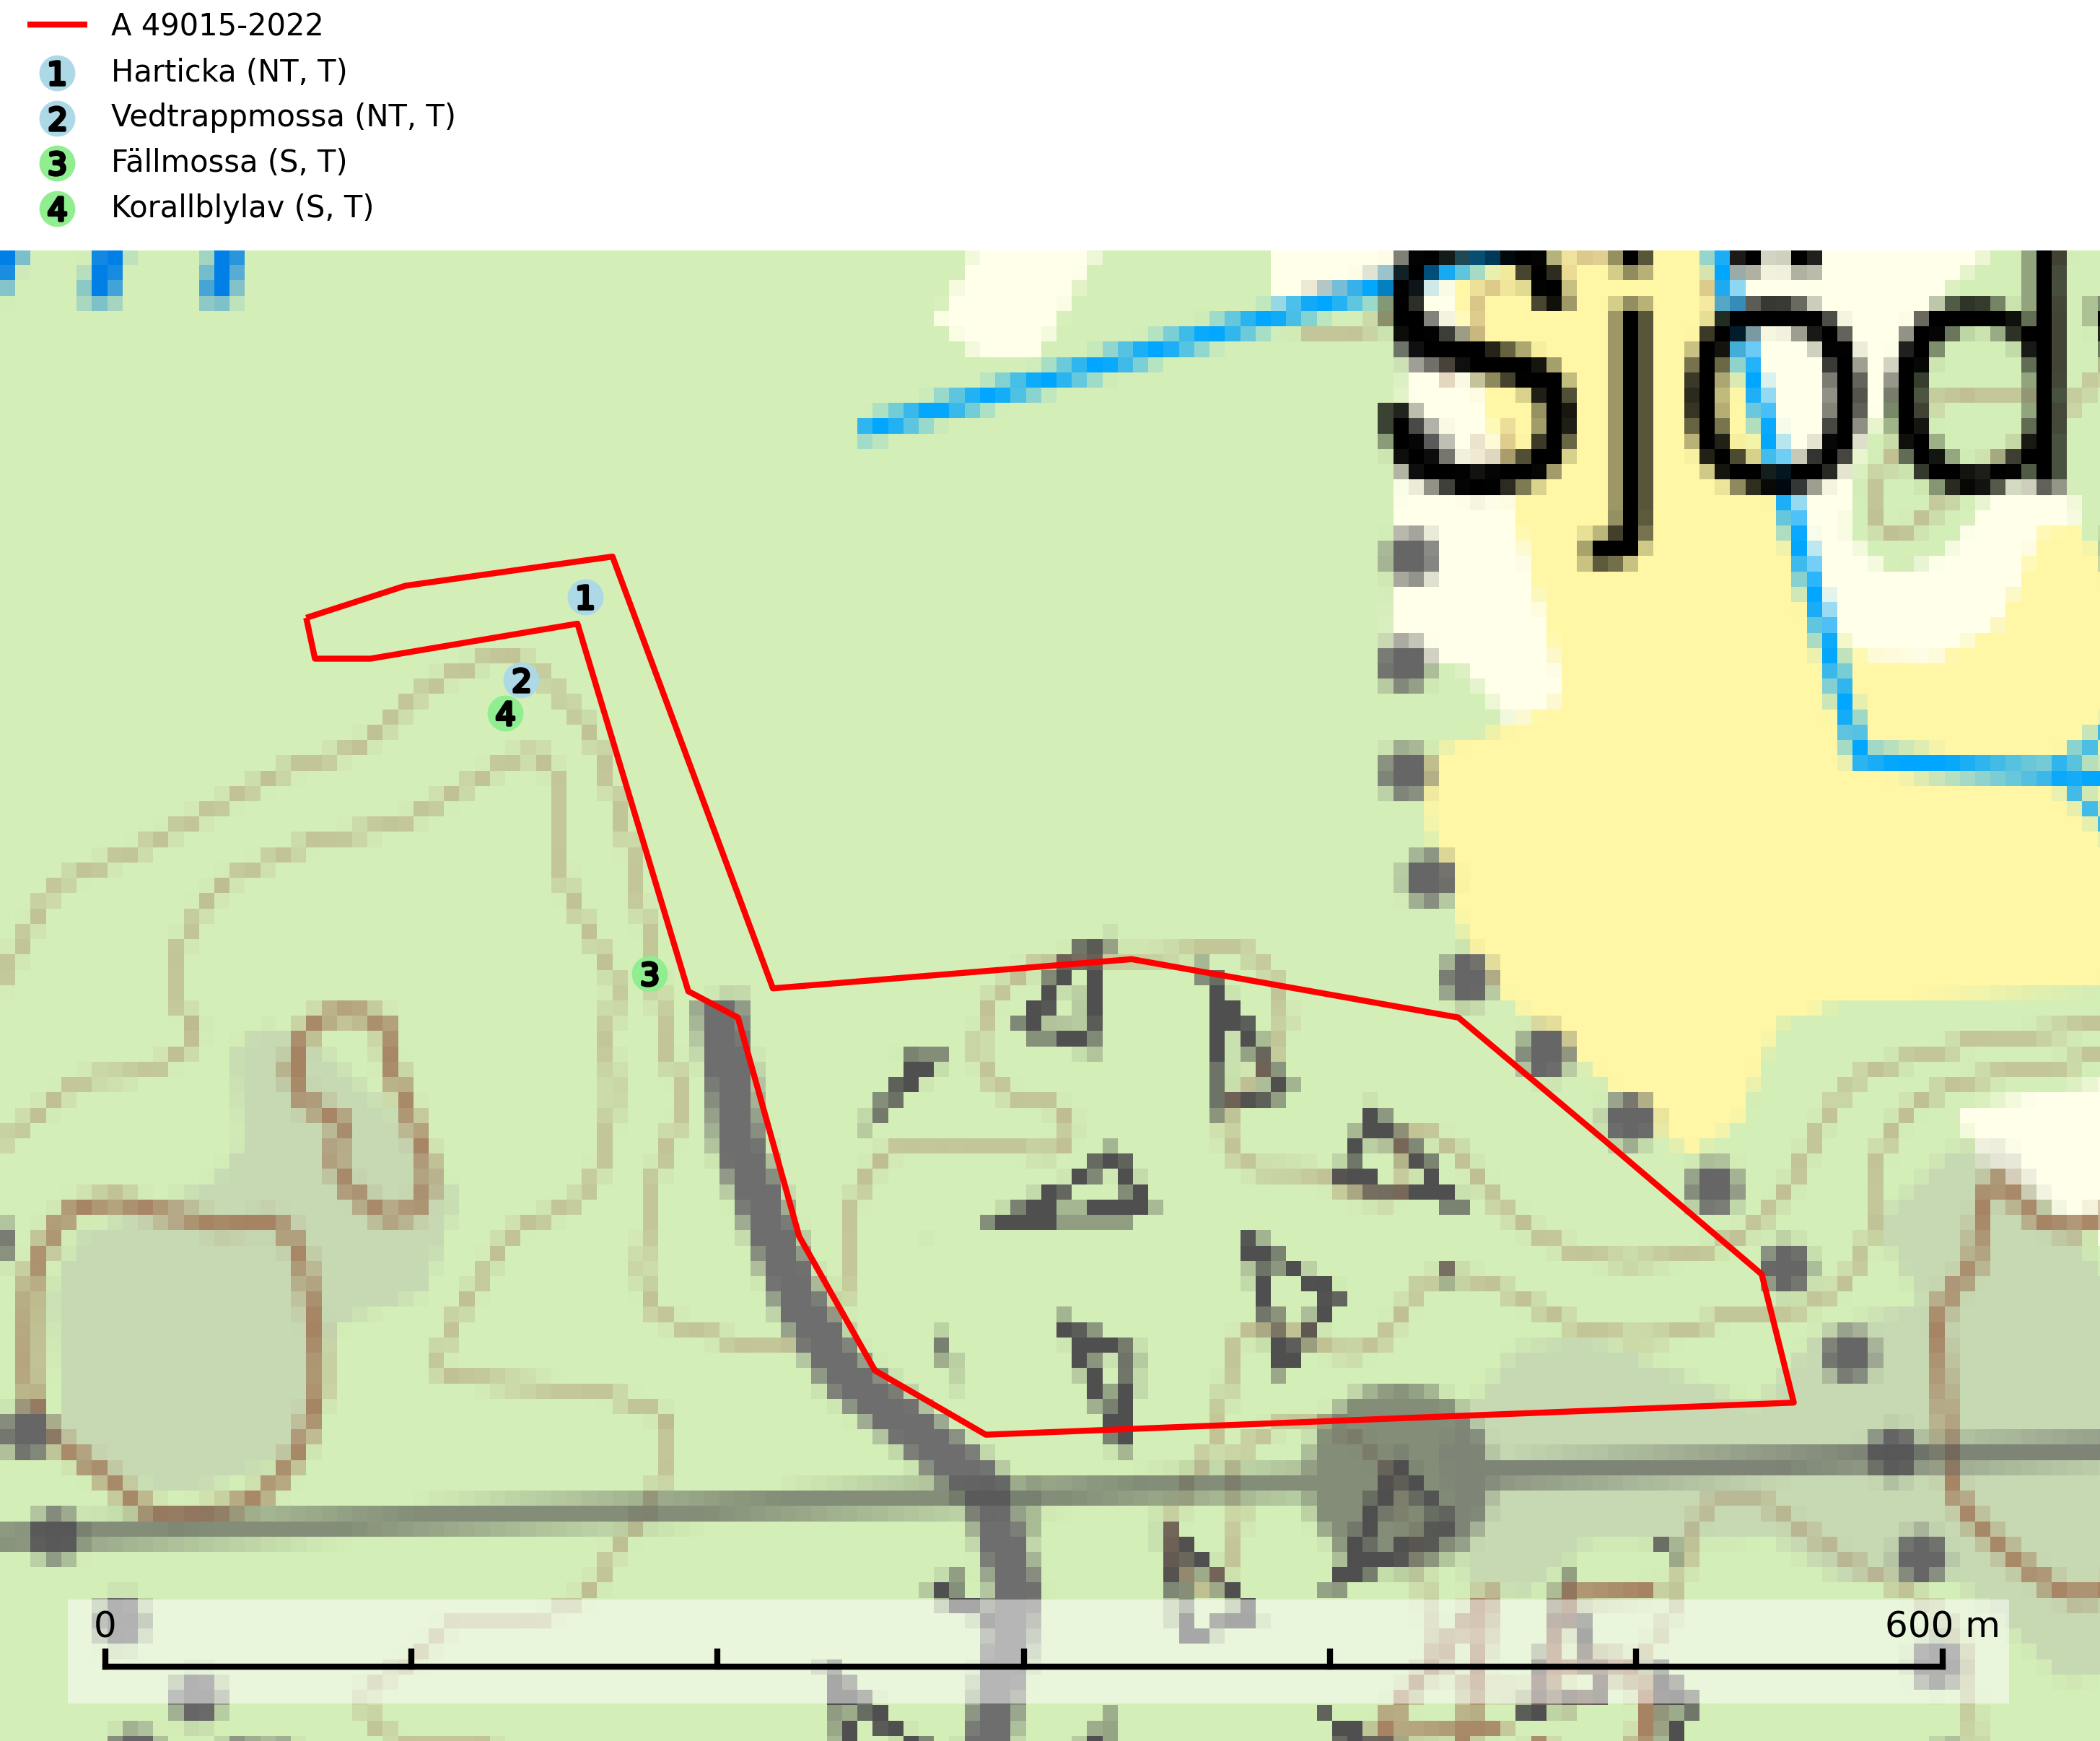 A 49015-2022
1 Harticka (NT, T)
2 Vedtrappmossa (NT, T)
3 Fällmossa (S, T)
4 Korallblylav (S, T)
sjöd
1
2
4
3
0 600 m